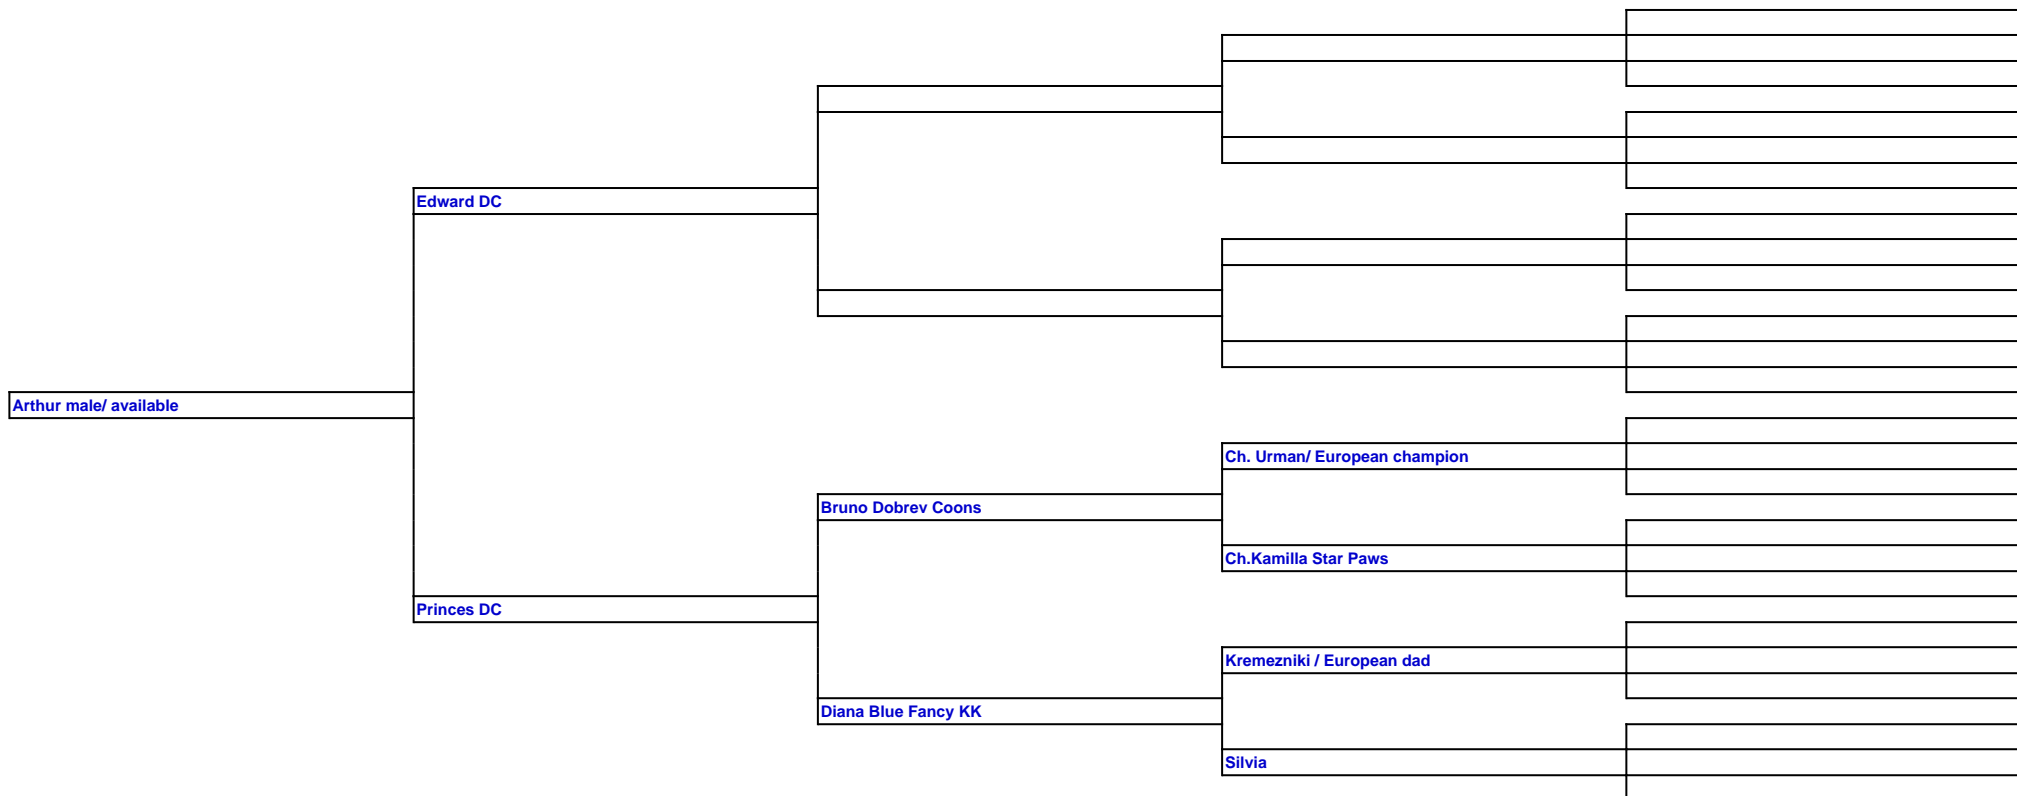 Edward DC
Arthur male/ available
Ch. Urman/ European champion
Bruno Dobrev Coons
Ch.Kamilla Star Paws
Princes DC
Kremezniki / European dad
Diana Blue Fancy KK
Silvia